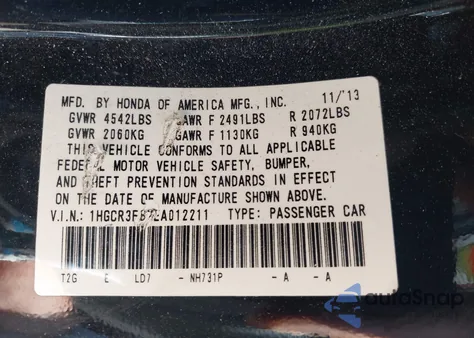 MFD. BY HONDA OF AMERICA MFG., INC. 11/13
GVWR 4542LBS GAWR F 2491LBS R 2072LBS
GVWR 2060KG GAWR F 1130KG R 940KG
THIS VEHICLE CONFORMS TO ALL APPLICABLE
FEDERAL MOTOR VEHICLE SAFETY, BUMPER,
AND THEFT PREVENTION STANDARDS IN EFFECT
ON THE DATE OF MANUFACTURE SHOWN ABOVE.
V.I.N.: TYPE: PASSENGER CAR
T2G E LD7 - NH731P - A - A
autoSnap